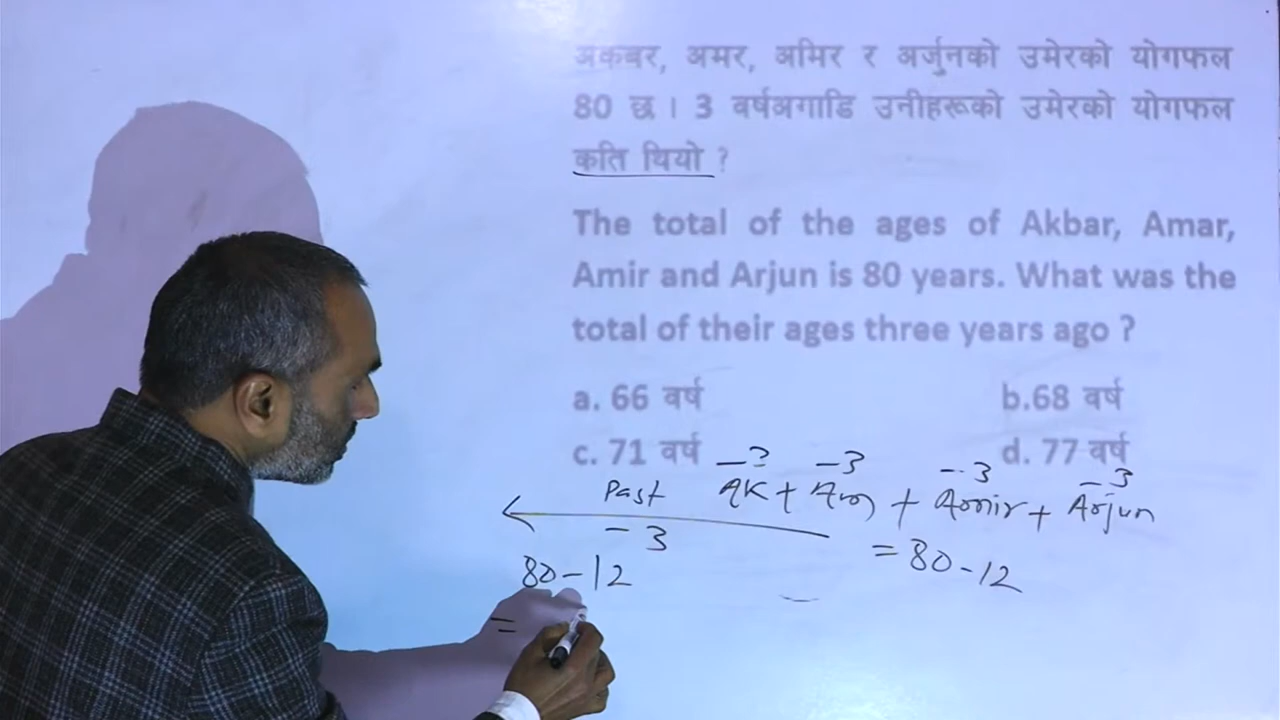 अकबर, अमर, अमिर र अर्जुनको उमेरको योगफल
80 छ । 3 वर्षअगाडि उनीहरूको उमेरको योगफल
कति थियो ?
The total of the ages of Akbar, Amar,
Amir and Arjun is 80 years. What was the
total of their ages three years ago ?
a. 66 वर्ष b.68 वर्ष
c. 71 वर्ष d. 77 वर्ष
-3 -3 -3 -3
Past AK + Am + Amir + Arjun
-3 = 80-12
80-12
=